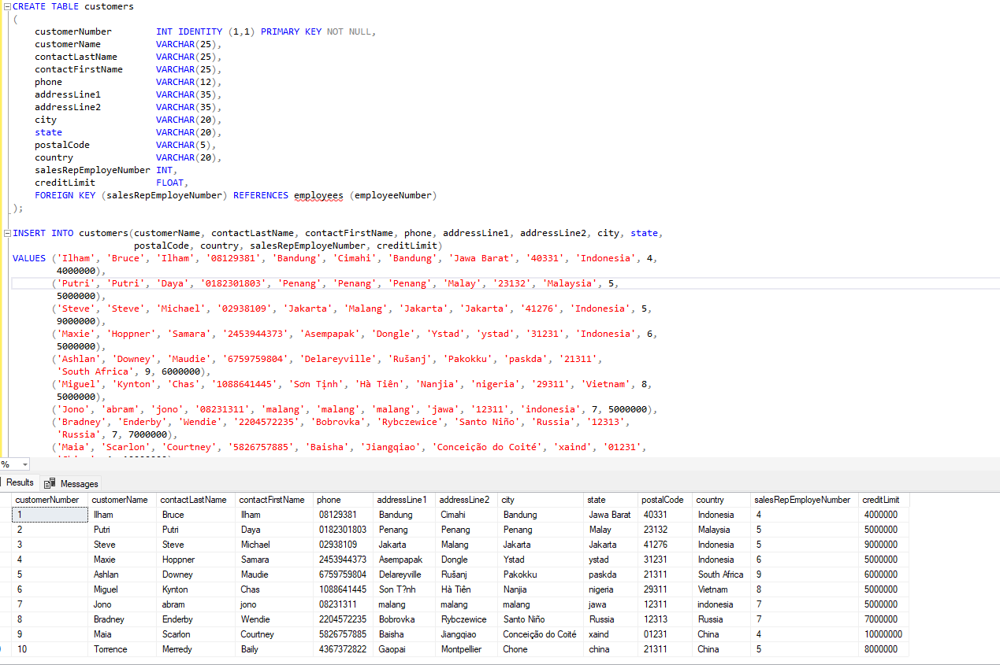 CREATE TABLE customers
(
customerNumber INT IDENTITY (1,1) PRIMARY KEY NOT NULL,
customerName VARCHAR(25),
contactLastName VARCHAR(25),
contactFirstName VARCHAR(25),
phone VARCHAR(12),
addressLine1 VARCHAR(35),
addressLine2 VARCHAR(35),
city VARCHAR(20),
state VARCHAR(20),
postalCode VARCHAR(5),
country VARCHAR(20),
salesRepEmployeNumber INT,
creditLimit FLOAT,
FOREIGN KEY (salesRepEmployeNumber) REFERENCES employees (employeeNumber)
);
INSERT INTO customers(customerName, contactLastName, contactFirstName, phone, addressLine1, addressLine2, city, state,
postalCode, country, salesRepEmployeNumber, creditLimit)
VALUES ('Ilham', 'Bruce', 'Ilham', '08129381', 'Bandung', 'Cimahi', 'Bandung', 'Jawa Barat', '40331', 'Indonesia', 4,
4000000),
('Putri', 'Putri', 'Daya', '0182301803', 'Penang', 'Penang', 'Penang', 'Malay', '23132', 'Malaysia', 5,
5000000),
('Steve', 'Steve', 'Michael', '02938109', 'Jakarta', 'Malang', 'Jakarta', 'Jakarta', '41276', 'Indonesia', 5,
9000000),
('Maxie', 'Hoppner', 'Samara', '2453944373', 'Asempapak', 'Dongle', 'Ystad', 'ystad', '31231', 'Indonesia', 6,
5000000),
('Ashlan', 'Downey', 'Maudie', '6759759804', 'Delareyville', 'Rušanj', 'Pakokku', 'paskda', '21311',
'South Africa', 9, 6000000),
('Miguel', 'Kynton', 'Chas', '1088641445', 'Sơn Tịnh', 'Hà Tiên', 'Nanjia', 'nigeria', '29311', 'Vietnam', 8,
5000000),
('Jono', 'abram', 'jono', '08231311', 'malang', 'malang', 'malang', 'jawa', '12311', 'indonesia', 7, 5000000),
('Bradney', 'Enderby', 'Wendie', '2204572235', 'Bobrovka', 'Rybczewice', 'Santo Niño', 'Russia', '12313',
'Russia', 7, 7000000),
('Maia', 'Scarlon', 'Courtney', '5826757885', 'Baisha', 'Jiangqiao', 'Conceição do Coité', 'xaind', '01231',
%
Results Messages
customerNumber customerName contactLastName contactFirstName phone addressLine1 addressLine2 city state postalCode country salesRepEmployeNumber creditLimit
1 Ilham Bruce Ilham 08129381 Bandung Cimahi Bandung Jawa Barat 40331 Indonesia 4 4000000
2 Putri Putri Daya 0182301803 Penang Penang Penang Malay 23132 Malaysia 5 5000000
3 Steve Steve Michael 02938109 Jakarta Malang Jakarta Jakarta 41276 Indonesia 5 9000000
4 Maxie Hoppner Samara 2453944373 Asempapak Dongle Ystad ystad 31231 Indonesia 6 5000000
5 Ashlan Downey Maudie 6759759804 Delareyville Rušanj Pakokku paskda 21311 South Africa 9 6000000
6 Miguel Kynton Chas 1088641445 Son T?nh Hà Tiên Nanjia nigeria 29311 Vietnam 8 5000000
7 Jono abram jono 08231311 malang malang malang jawa 12311 indonesia 7 5000000
8 Bradney Enderby Wendie 2204572235 Bobrovka Rybczewice Santo Niño Russia 12313 Russia 7 7000000
9 Maia Scarlon Courtney 5826757885 Baisha Jiangqiao Conceição do Coité xaind 01231 China 4 10000000
10 Torrence Merredy Baily 4367372822 Gaopai Montpellier Chone china 21311 China 5 8000000